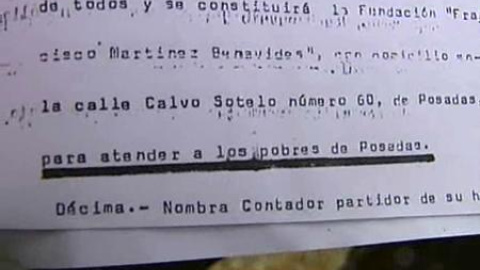 de todos y se constituirá la Fundación "Fra
cisco Martinez Benavides", con domicilio en
la calle Calvo Sotelo número 60, de Posadas,
para atender a los pobres de Posadas.
Décima.- Nombra Contador partidor de su h